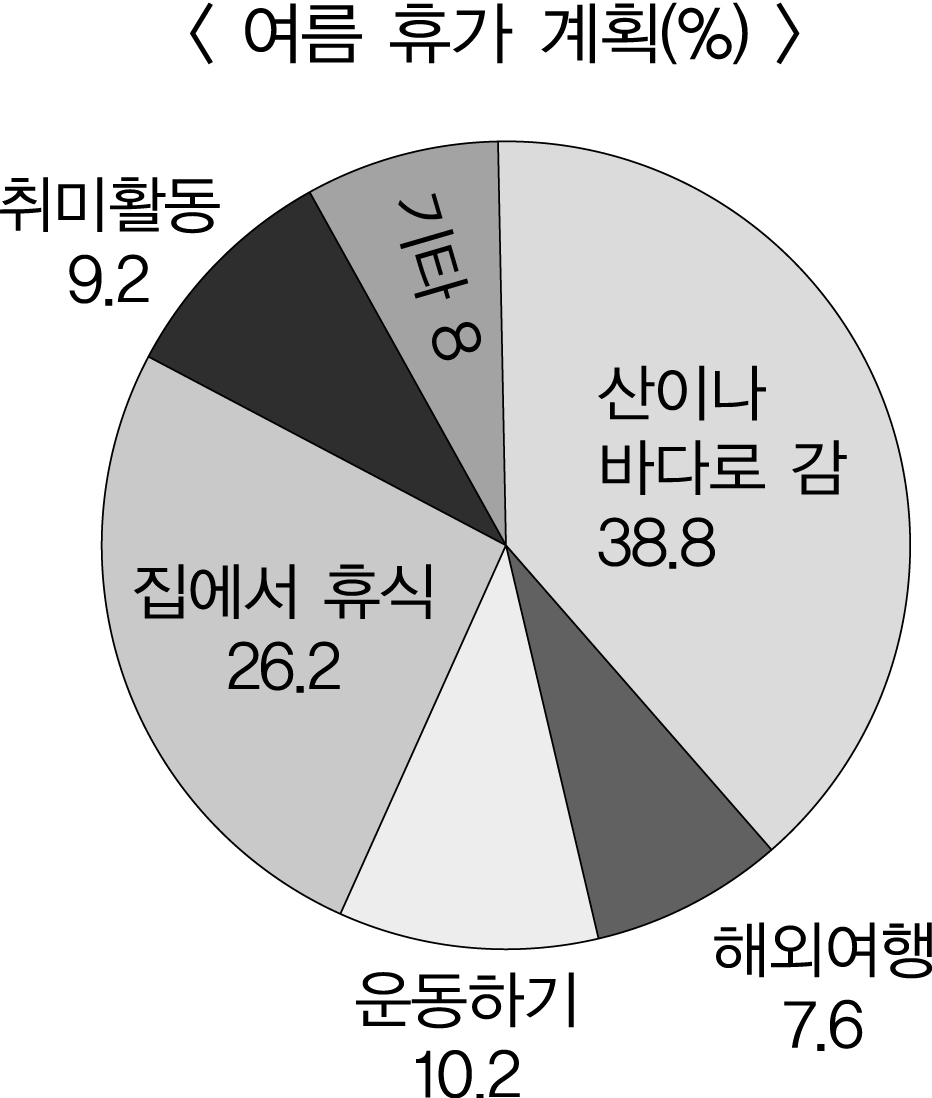 < 여름 휴가 계획(%) >
취미활동
9.2
기타 8
산이나
바다로 감
38.8
집에서 휴식
26.2
해외여행
7.6
운동하기
10.2